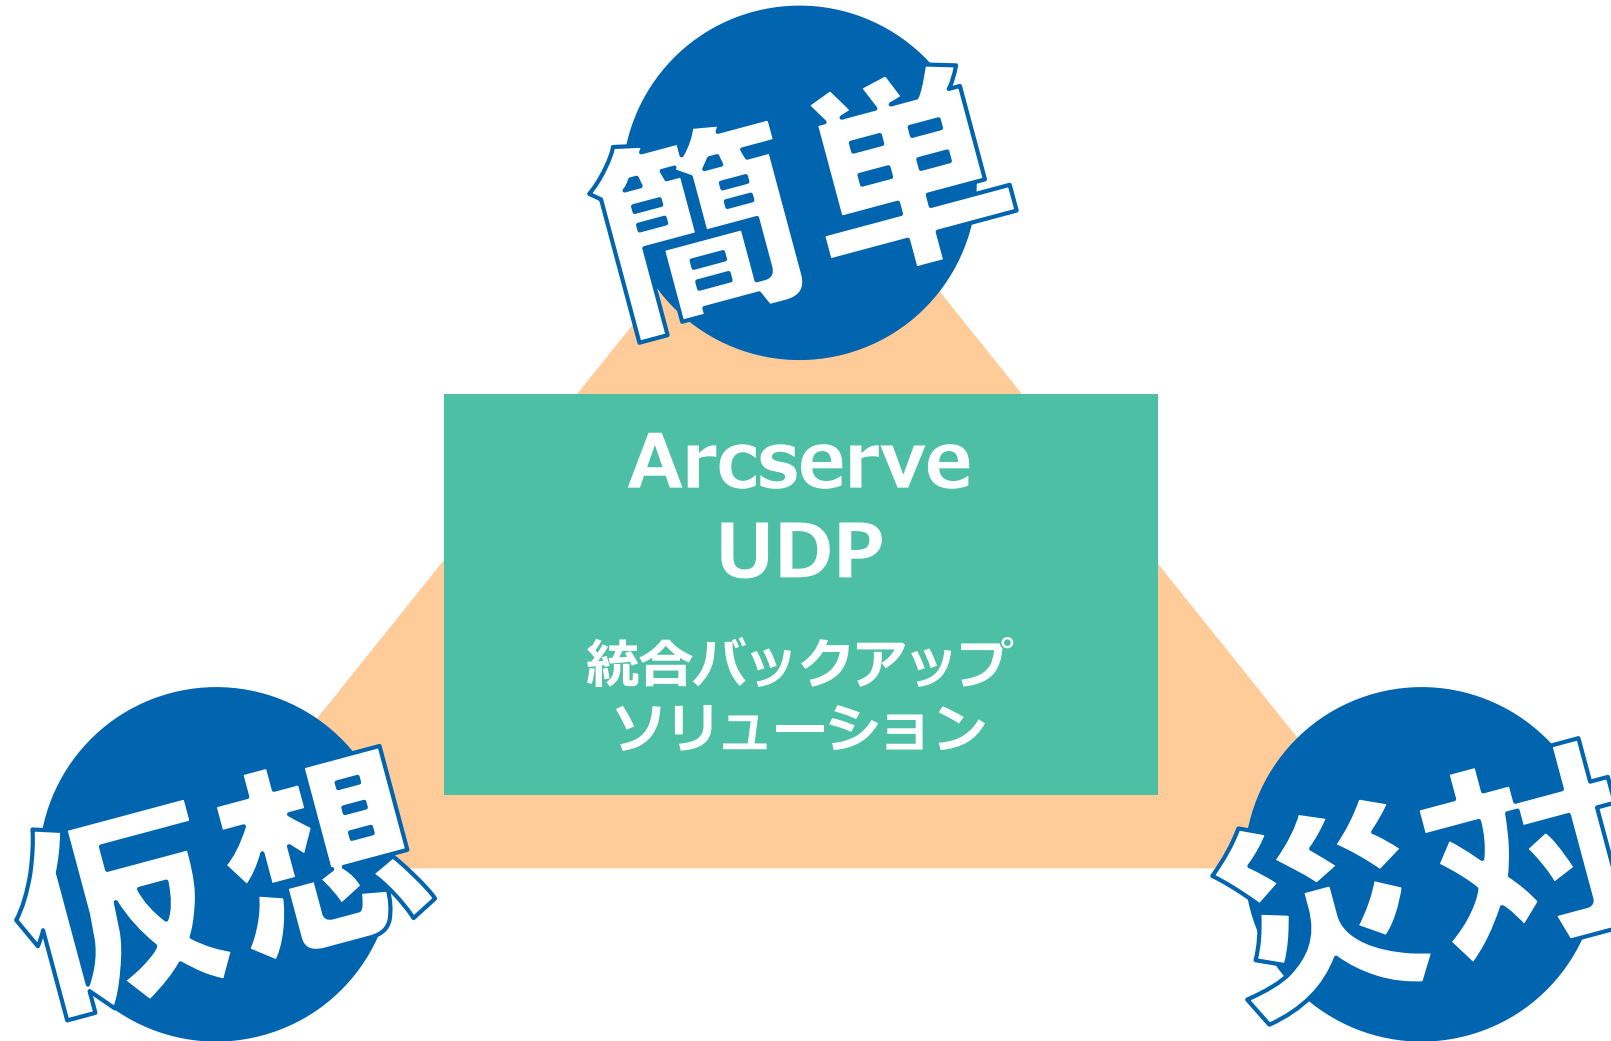 簡単
Arcserve
UDP
統合バックアップ
ソリューション
仮想
災対